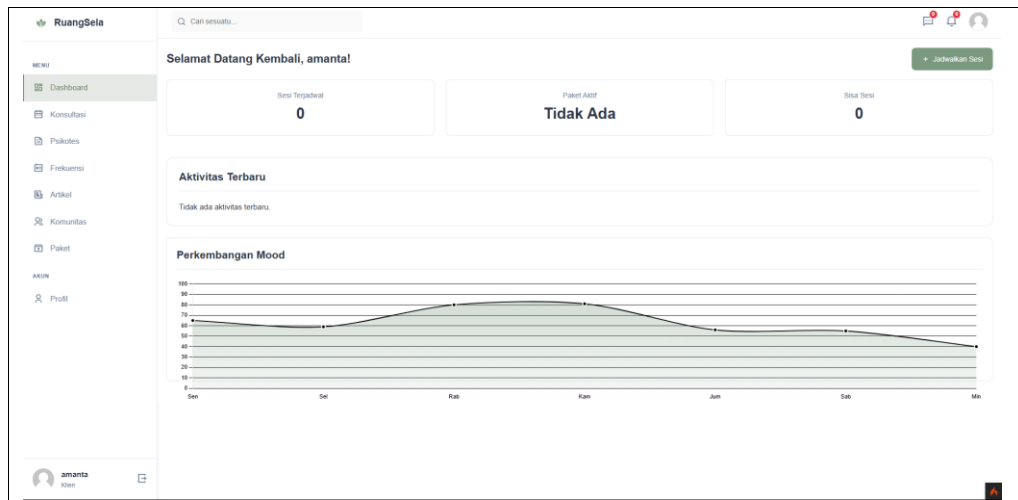 RuangSela
Cari sesuatu...
0
0
MENU
Dashboard
Konsultasi
Psikotes
Frekuensi
Artikel
Komunitas
Paket
AKUN
Profil
amanta
Klien
Selamat Datang Kembali, amanta!
+ Jadwalkan Sesi
Sesi Terjadwal
0
Paket Aktif
Tidak Ada
Sisa Sesi
0
Aktivitas Terbaru
Tidak ada aktivitas terbaru.
Perkembangan Mood
100
90
80
70
60
50
40
30
20
10
0
Sen Sel Rab Kam Jum Sab Min